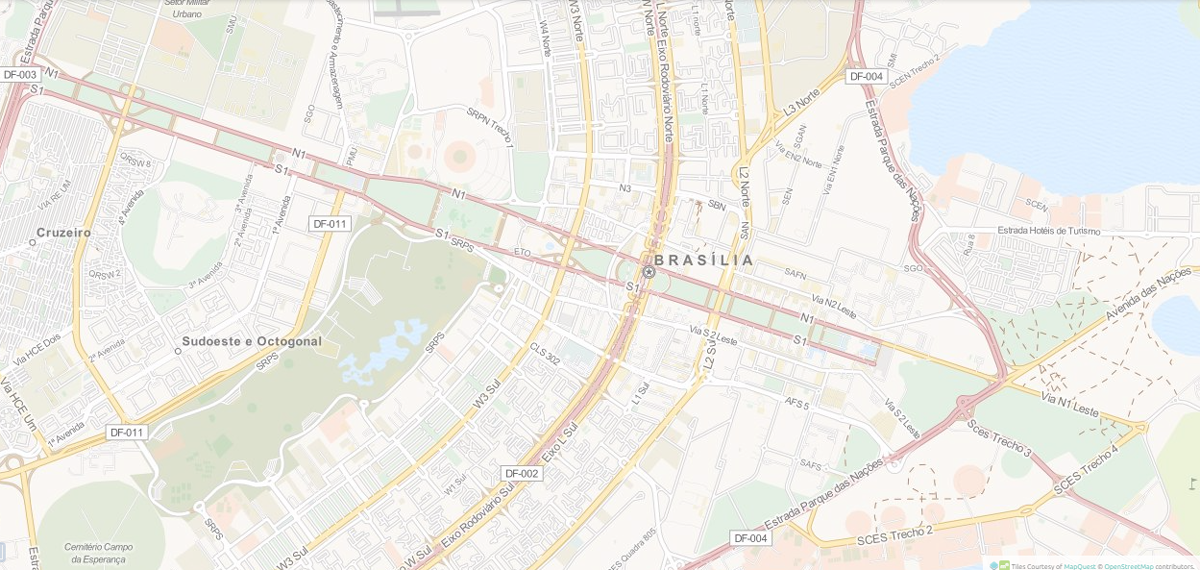 Setor Militar
Urbano
SMU
Estrada Parque
DF-003
N1
S1
SGO
Abastecimento e Armazenagem
PMU
SRPN Trecho 1
W4 Norte
W3 Norte
W Norte
L Norte
Eixo Rodoviário Norte
L1 Norte
L2 Norte
L3 Norte
DF-004
SMI
SCEN Trecho 2
Estrada Parque das Nações
SGAN
Via EN2 Norte
Via EN1 Norte
SEN
SCEN
Estrada Hotéis de Turismo
Rua 8
SGO
Avenida das Nações
QRSW 8
4ª Avenida
3ª Avenida
2ª Avenida
1ª Avenida
3ª Avenida
QRSW 2
VIA RE UM
Cruzeiro
DF-011
N1
S1
N1
S1
SRPS
ETO
N3
SBN
SAN
BRASÍLIA
SAFN
Via N2 Leste
N1
S1
S1
Via S 2 Leste
Via HCE Dois
2ª Avenida
Sudoeste e Octogonal
SRPS
SRPS
CLS 302
W3 Sul
L2 Sul
L1 Sul
AFS 5
Via S 2 Leste
Via N1 Leste
Via HCE Um
1ª Avenida
DF-011
Sces Trecho 3
SCES Trecho 4
SAFS
Eixo L Sul
DF-002
W1 Sul
Eixo Rodoviário Sul
Eixo W Sul
W3 Sul
SRPS
Cemitério Campo
da Esperança
SES Quadra 805
Estrada Parque das Nações
DF-004
SCES Trecho 2
Tiles Courtesy of MapQuest © OpenStreetMap contributors.